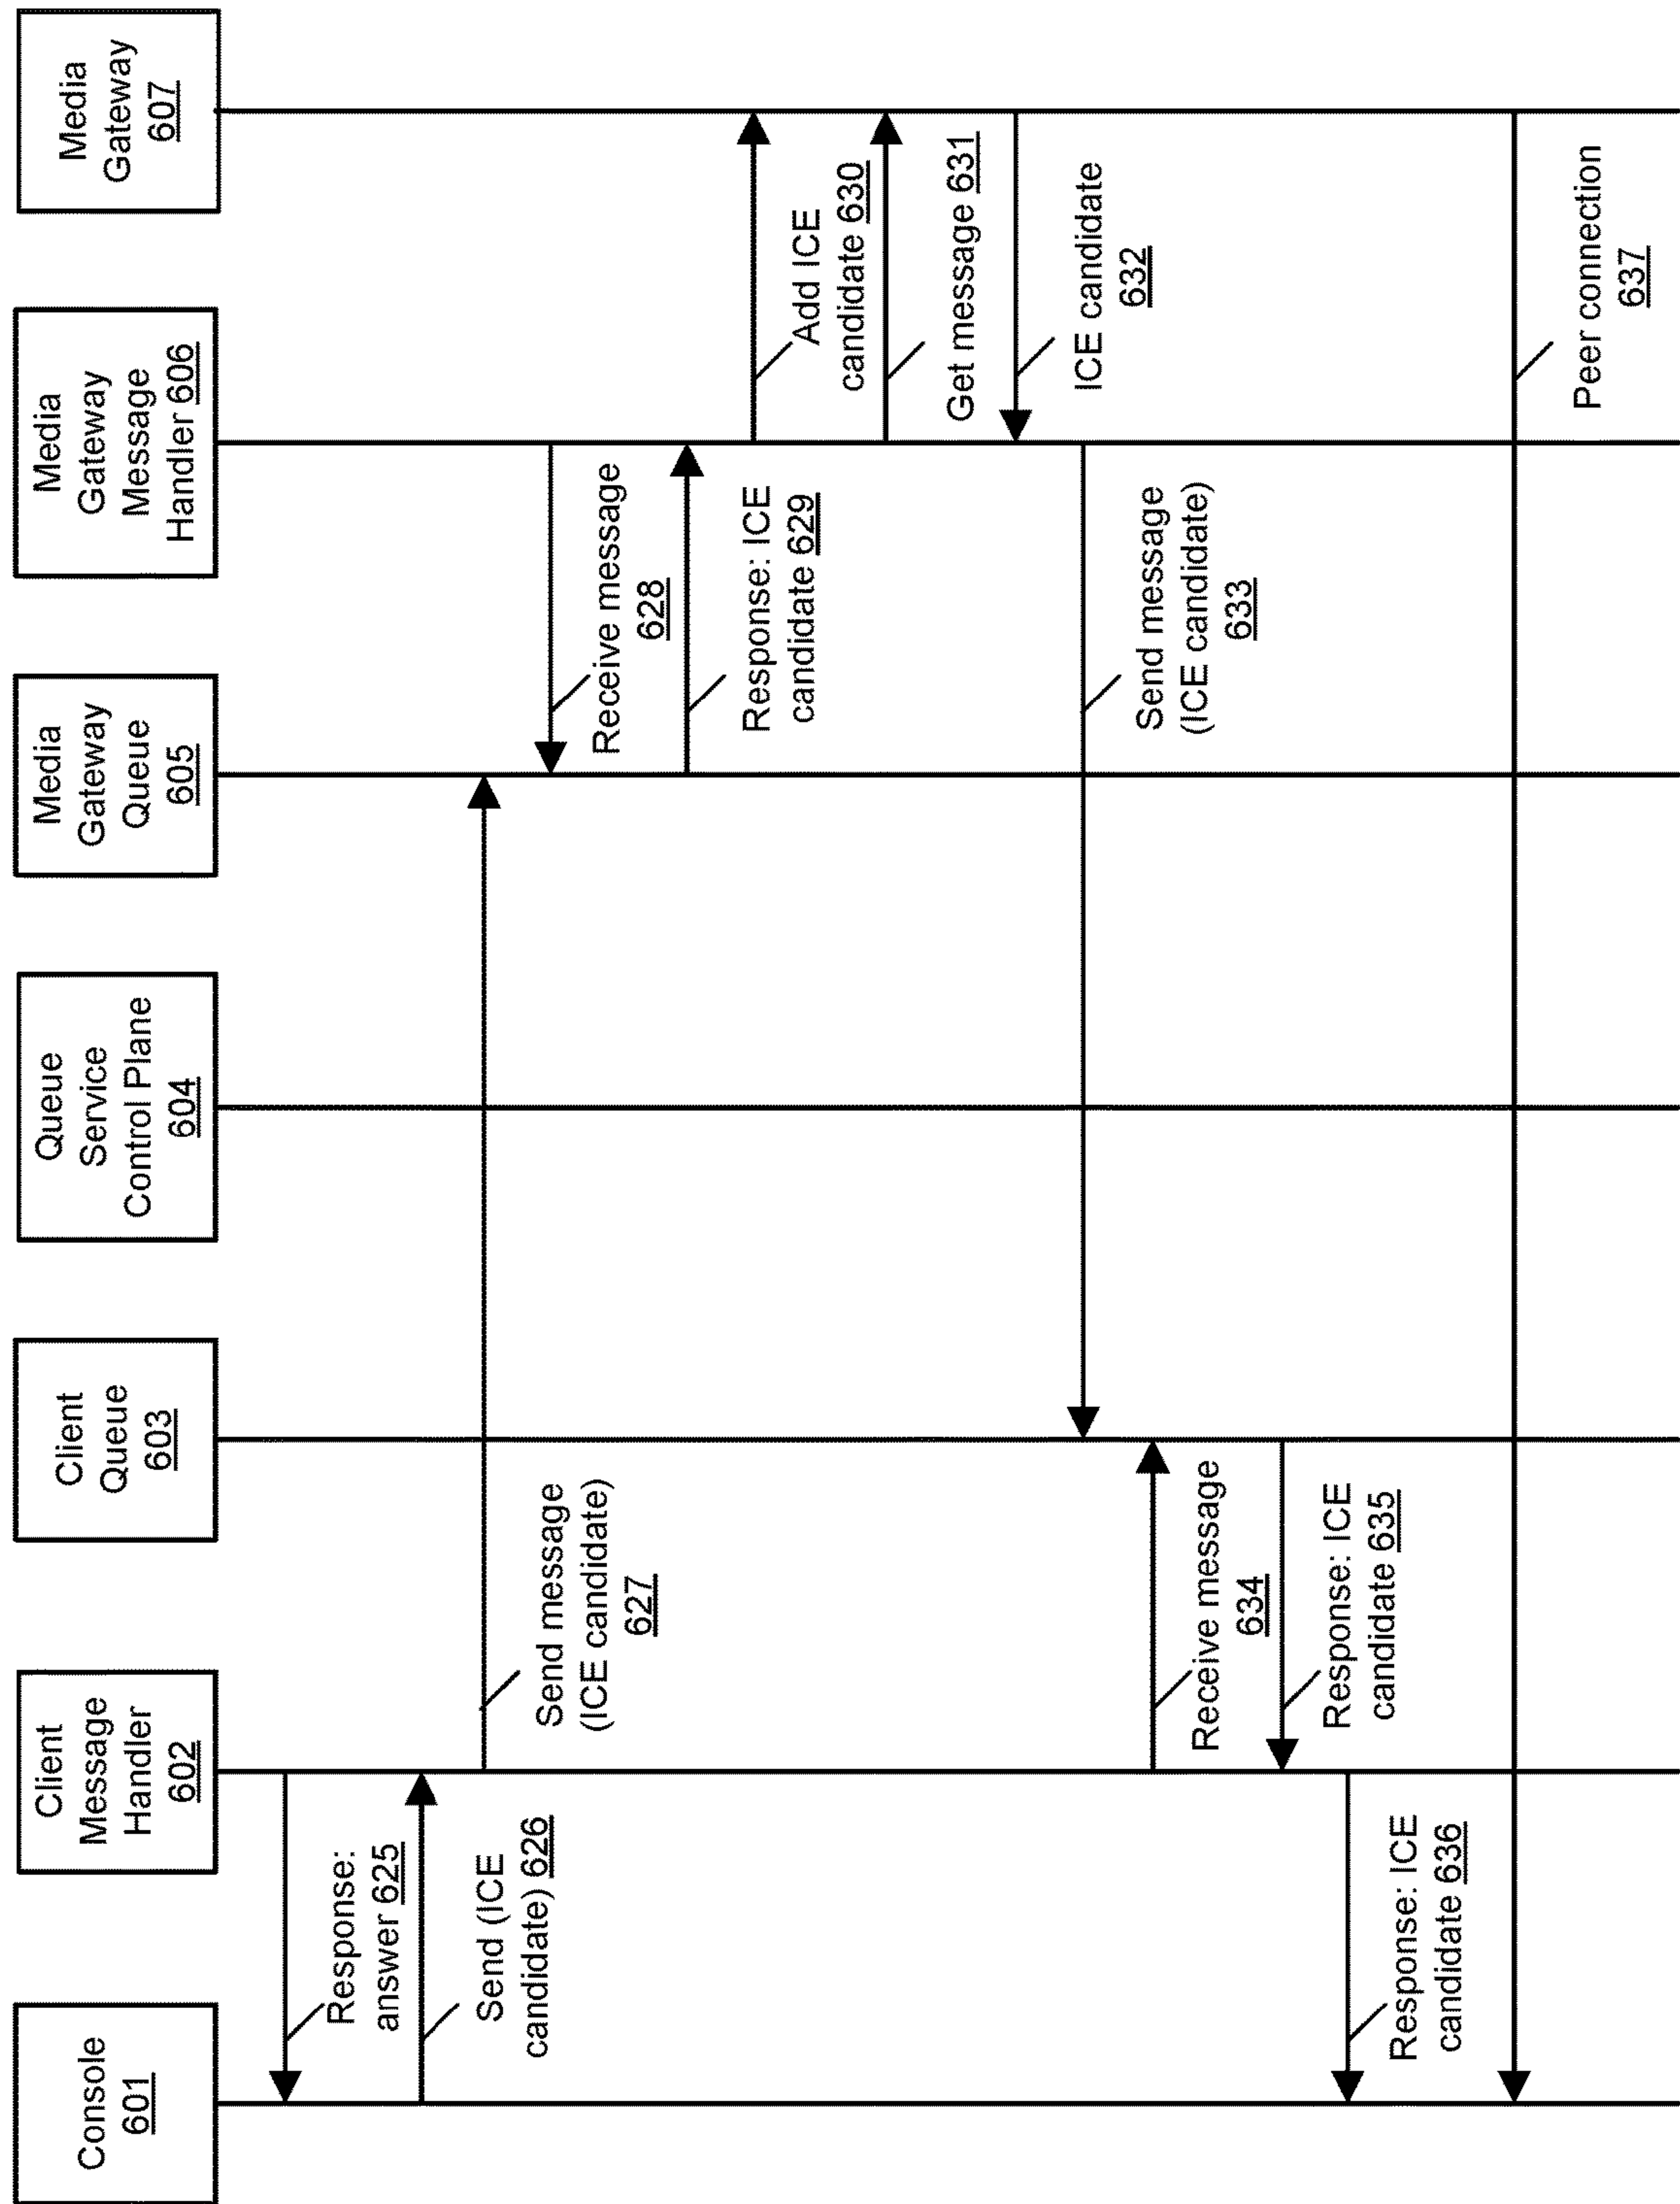 Console
601
Client
Message
Handler
602
Client
Queue
603
Queue
Service
Control Plane
604
Media
Gateway
Queue
605
Media
Gateway
Message
Handler 606
Media
Gateway
607
Response:
answer 625
Send (ICE
candidate) 626
Send message
(ICE candidate)
627
Receive message
628
Response: ICE
candidate 629
Add ICE
candidate 630
Get message 631
ICE candidate
632
Send message
(ICE candidate)
633
Receive message
634
Response: ICE
candidate 635
Response: ICE
candidate 636
Peer connection
637